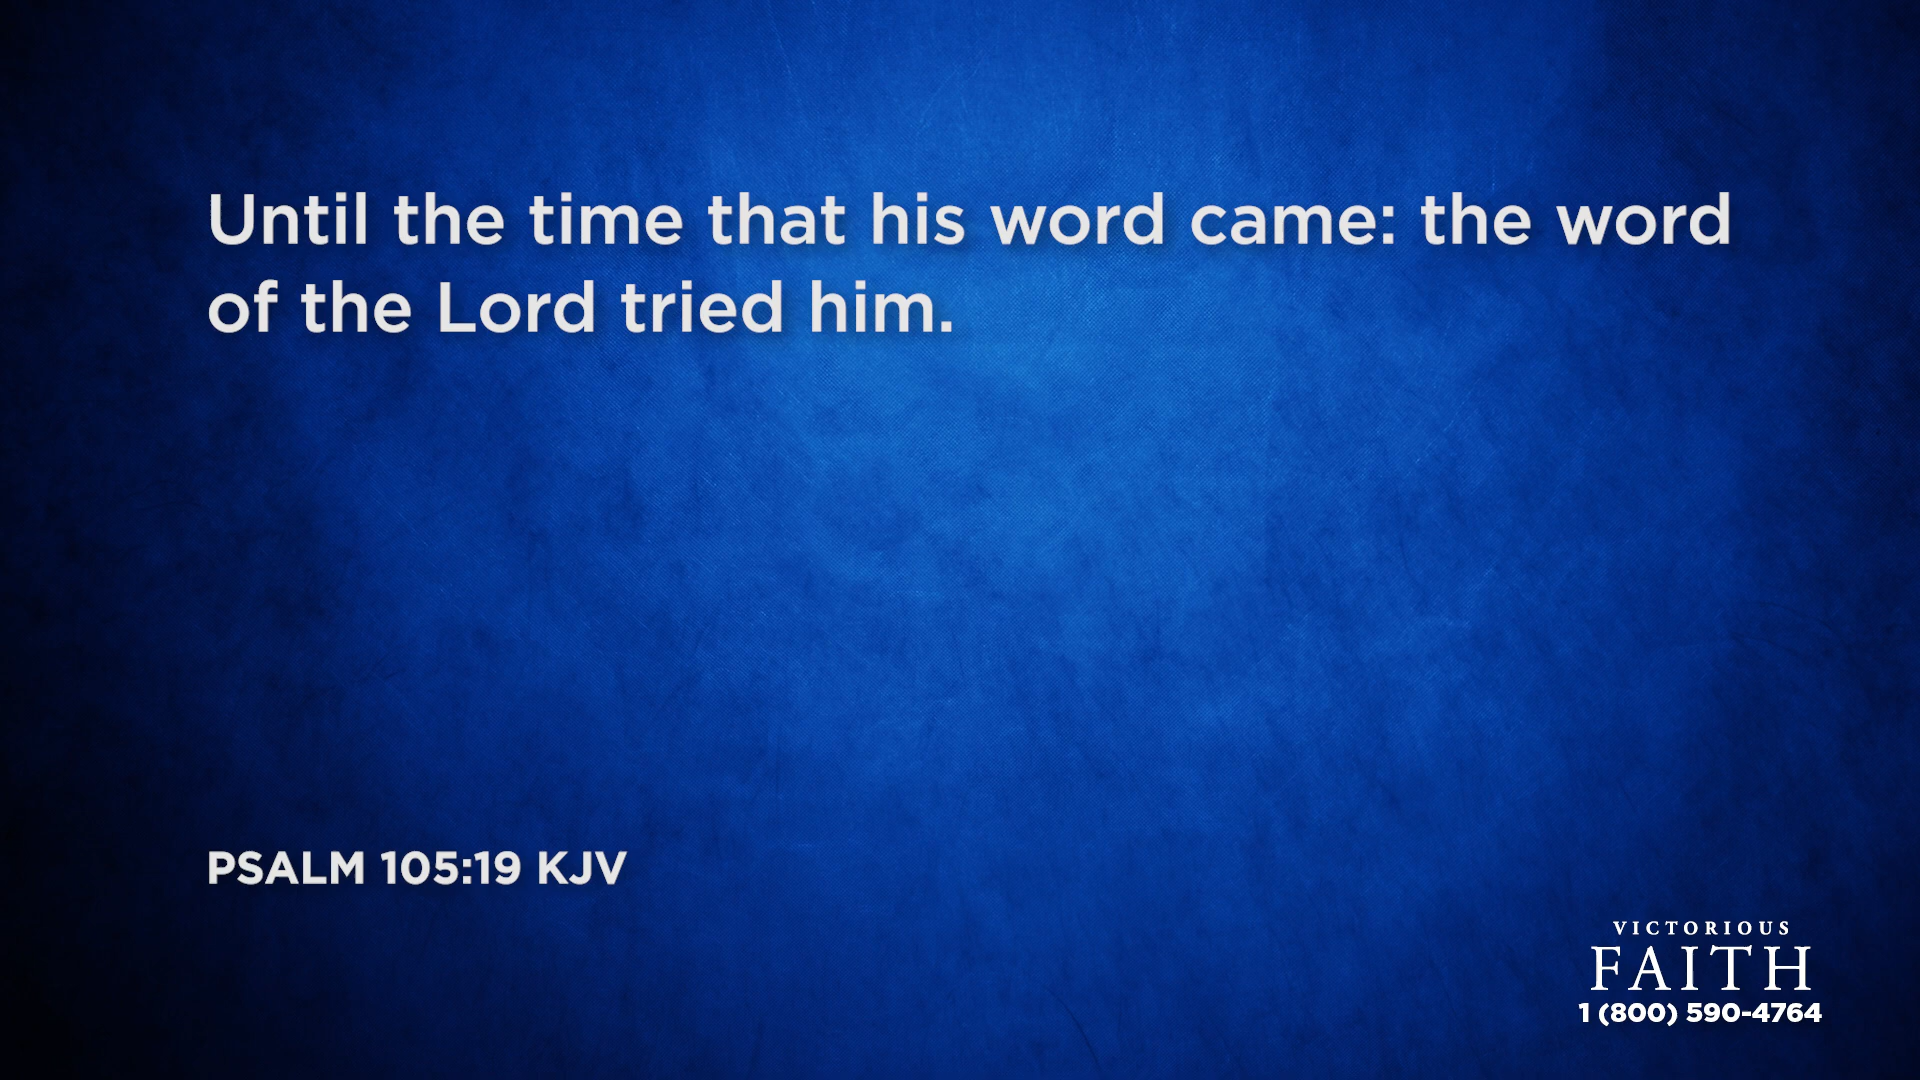 Until the time that his word came: the word
of the Lord tried him.
PSALM 105:19 KJV
VICTORIOUS
FAITH
1 (800) 590-4764